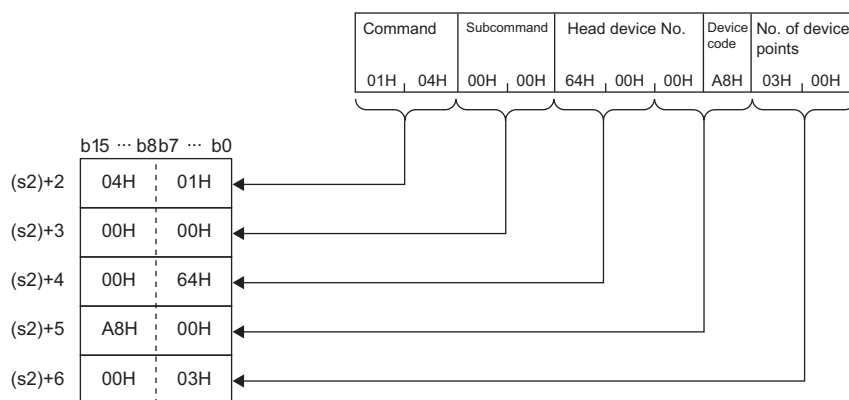 Command Subcommand Head device No. Device code No. of device points
01H 04H 00H 00H 64H 00H 00H A8H 03H 00H
b15 ··· b8 b7 ··· b0
(s2)+2 04H 01H
(s2)+3 00H 00H
(s2)+4 00H 64H
(s2)+5 A8H 00H
(s2)+6 00H 03H